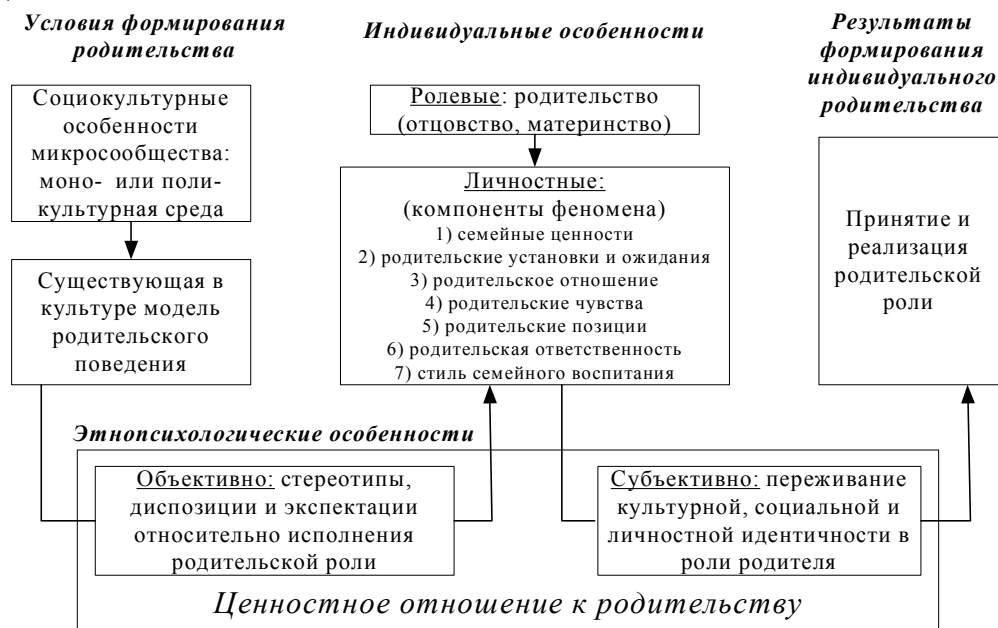 Условия формирования
родительства
Социокультурные
особенности
микросообщества:
моно- или поли-
культурная среда
Существующая в
культуре модель
родительского
поведения
Индивидуальные особенности
Ролевые: родительство
(отцовство, материнство)
Личностные:
(компоненты феномена)
1) семейные ценности
2) родительские установки и ожидания
3) родительское отношение
4) родительские чувства
5) родительские позиции
6) родительская ответственность
7) стиль семейного воспитания
Результаты
формирования
индивидуального
родительства
Принятие и
реализация
родительской
роли
Этнопсихологические особенности
Объективно: стереотипы,
диспозиции и экспектации
относительно исполнения
родительской роли
Субъективно: переживание
культурной, социальной и
личностной идентичности в
роли родителя
Ценностное отношение к родительству